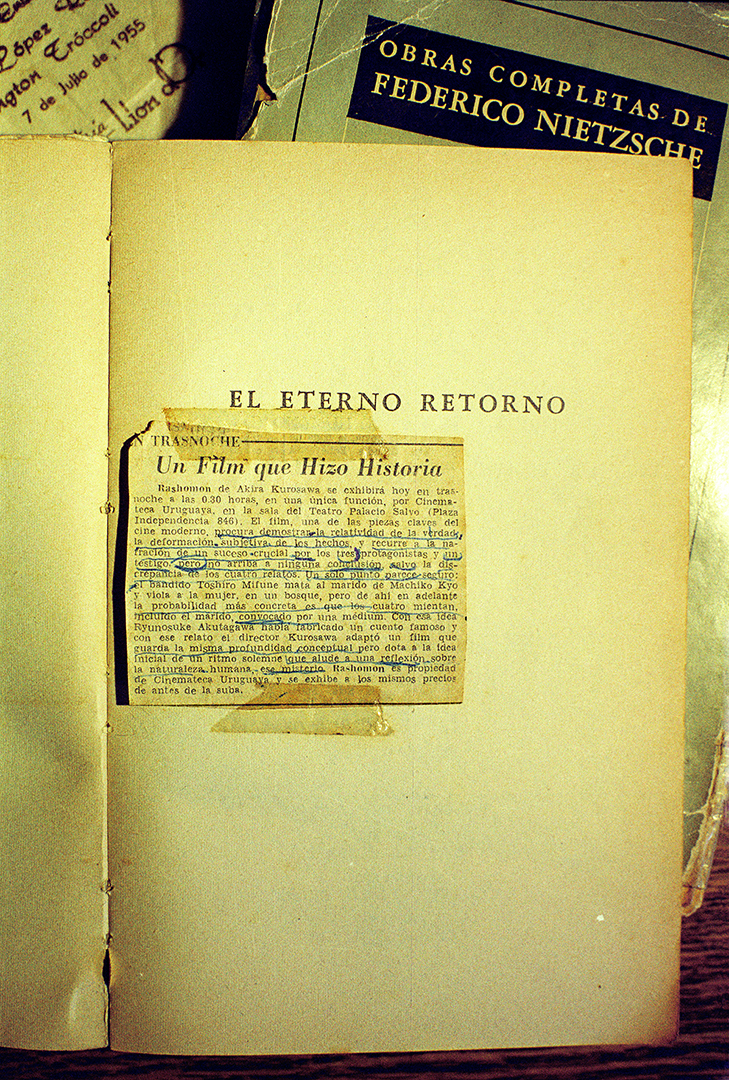 López
ngton Tróccoli
7 de Julio de 1955
Lion
OBRAS COMPLETAS DE
FEDERICO NIETZSCHE
EL ETERNO RETORNO
N TRASNOCHE
Un Film que Hizo Historia
Rashomon de Akira Kurosawa se exhibirá hoy en tras-
noche a las 0.30 horas, en una única función, por Cinema-
teca Uruguaya, en la sala del Teatro Palacio Salvo (Plaza
Independencia 846). El film, una de las piezas claves del
cine moderno, procura demostrar la relatividad de la verdad,
la deformación subjetiva de los hechos, y recurre a la na-
rración de un suceso crucial por los tres protagonistas y un
testigo, pero no arriba a ninguna conclusión, salvo la dis-
crepancia de los cuatro relatos. Un sólo punto parece seguro:
el bandido Toshiro Mifune mata al marido de Machiko Kyo
y viola a la mujer, en un bosque, pero de ahí en adelante
la probabilidad más concreta es que los cuatro mientan,
incluído el marido, convocado por una médium. Con esa idea
Ryunosuke Akutagawa había fabricado un cuento famoso y
con ese relato el director Kurosawa adaptó un film que
guarda la misma profundidad conceptual pero dota a la idea
inicial de un ritmo solemne que alude a una reflexión sobre
la naturaleza humana, ese misterio. Rashomon es propiedad
de Cinemateca Uruguaya y se exhibe a los mismos precios
de antes de la suba.